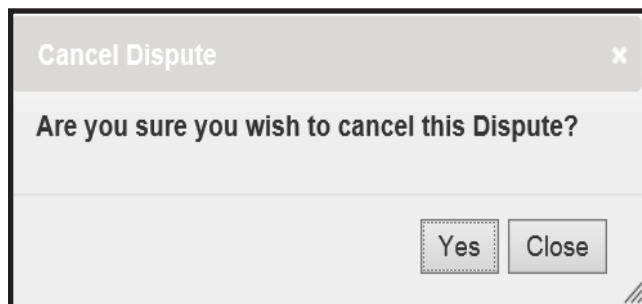 Cancel Dispute ×
Are you sure you wish to cancel this Dispute?
Yes Close